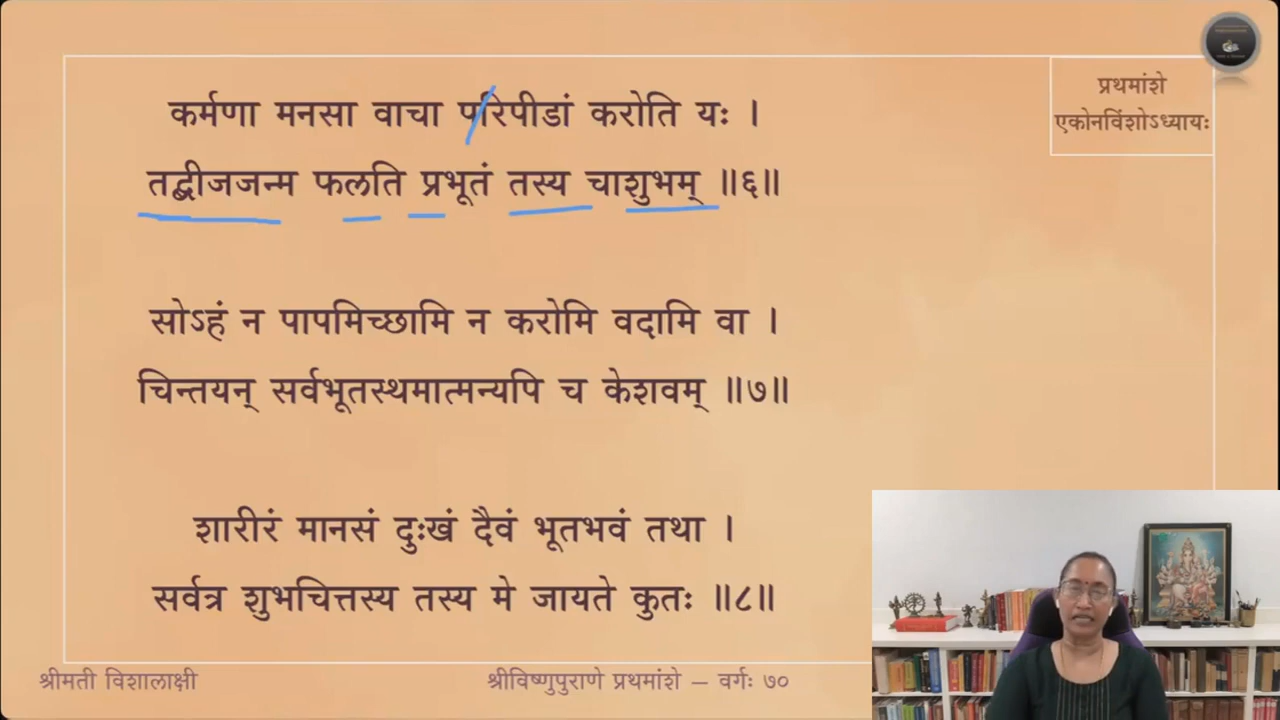 प्रथमांशे
एकोनविंशोऽध्यायः
कर्मणा मनसा वाचा परिपीडां करोति यः ।
तद्बीजजन्म फलति प्रभूतं तस्य चाशुभम् ॥६॥
सोऽहं न पापमिच्छामि न करोमि वदामि वा ।
चिन्तयन् सर्वभूतस्थमात्मन्यपि च केशवम् ॥७॥
शारीरं मानसं दुःखं दैवं भूतभवं तथा ।
सर्वत्र शुभचित्तस्य तस्य मे जायते कुतः ॥८॥
श्रीमती विशालाक्षी
श्रीविष्णुपुराणे प्रथमांशे – वर्गः ७०